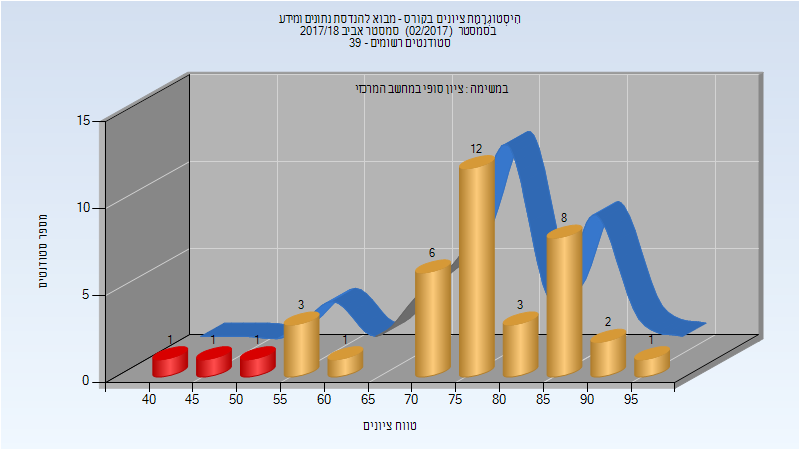 היסטוגרמת ציונים בקורס - מבוא להנדסת נתונים ומידע
בסמסטר (02/2017) סמסטר אביב 2017/18
סטודנטים רשומים - 39
במשימה : ציון סופי במחשב המרכזי
מספר סטודנטים
15
10
5
0
1
1
1
3
1
6
12
3
8
2
1
40 45 50 55 60 65 70 75 80 85 90 95
טווח ציונים